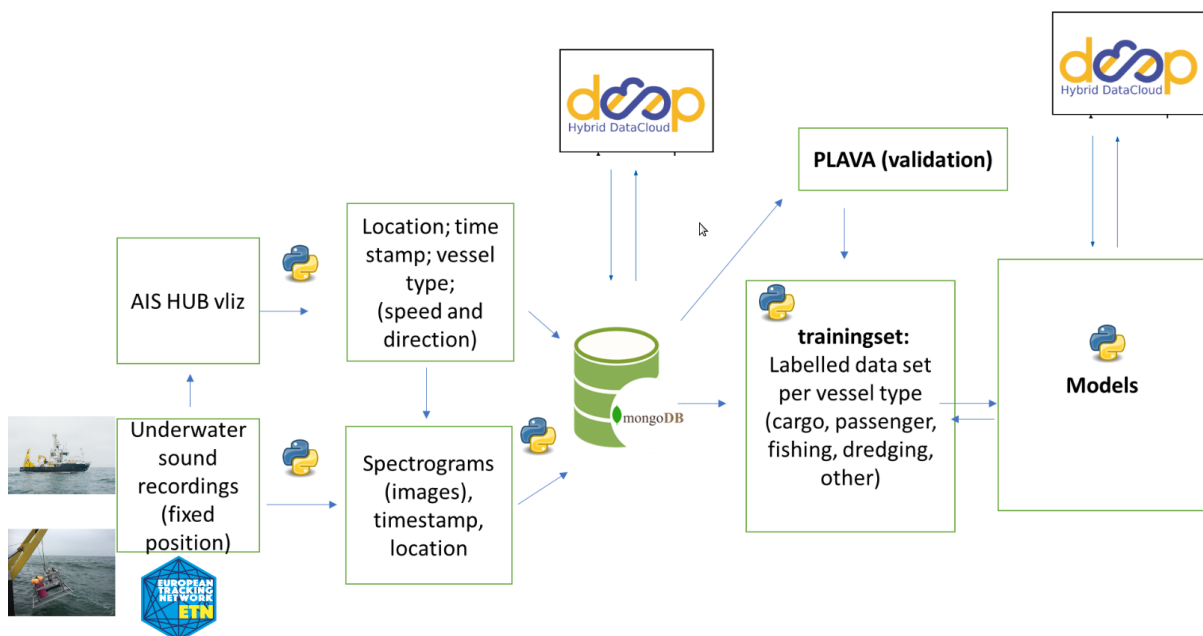 deep
Hybrid DataCloud
deep
Hybrid DataCloud
PLAVA (validation)
Location; time
stamp; vessel
type;
(speed and
direction)
AIS HUB vliz
trainingset:
Labelled data set
per vessel type
(cargo, passenger,
fishing, dredging,
other)
Models
mongoDB
Underwater
sound
recordings
(fixed
position)
Spectrograms
(images),
timestamp,
location
EUROPEAN
TRACKING
NETWORK
ETN